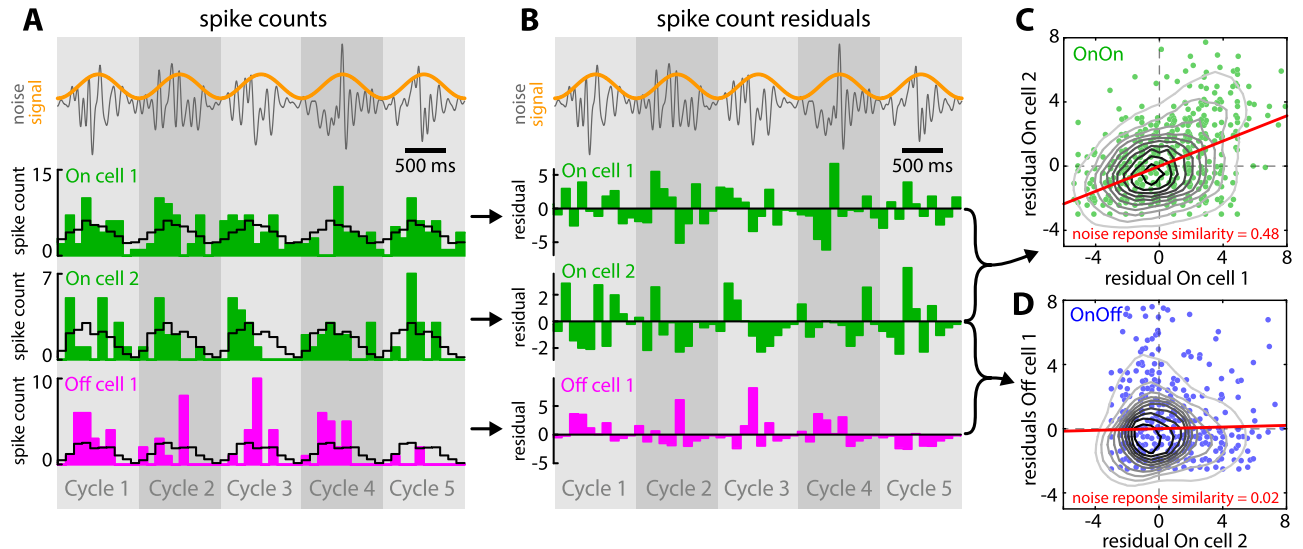 A
spike counts
noise
signal
500 ms
spike count
15
0
On cell 1
spike count
7
0
On cell 2
spike count
10
0
Off cell 1
Cycle 1
Cycle 2
Cycle 3
Cycle 4
Cycle 5
B
spike count residuals
noise
signal
500 ms
residual
On cell 1
5
0
-5
residual
On cell 2
2
0
-2
residual
Off cell 1
5
0
-5
Cycle 1
Cycle 2
Cycle 3
Cycle 4
Cycle 5
C
OnOn
residual On cell 2
8
4
0
-4
noise reponse similarity = 0.48
-4
0
4
8
residual On cell 1
D
OnOff
residuals Off cell 1
8
4
0
-4
noise reponse similarity = 0.02
-4
0
4
8
residual On cell 2